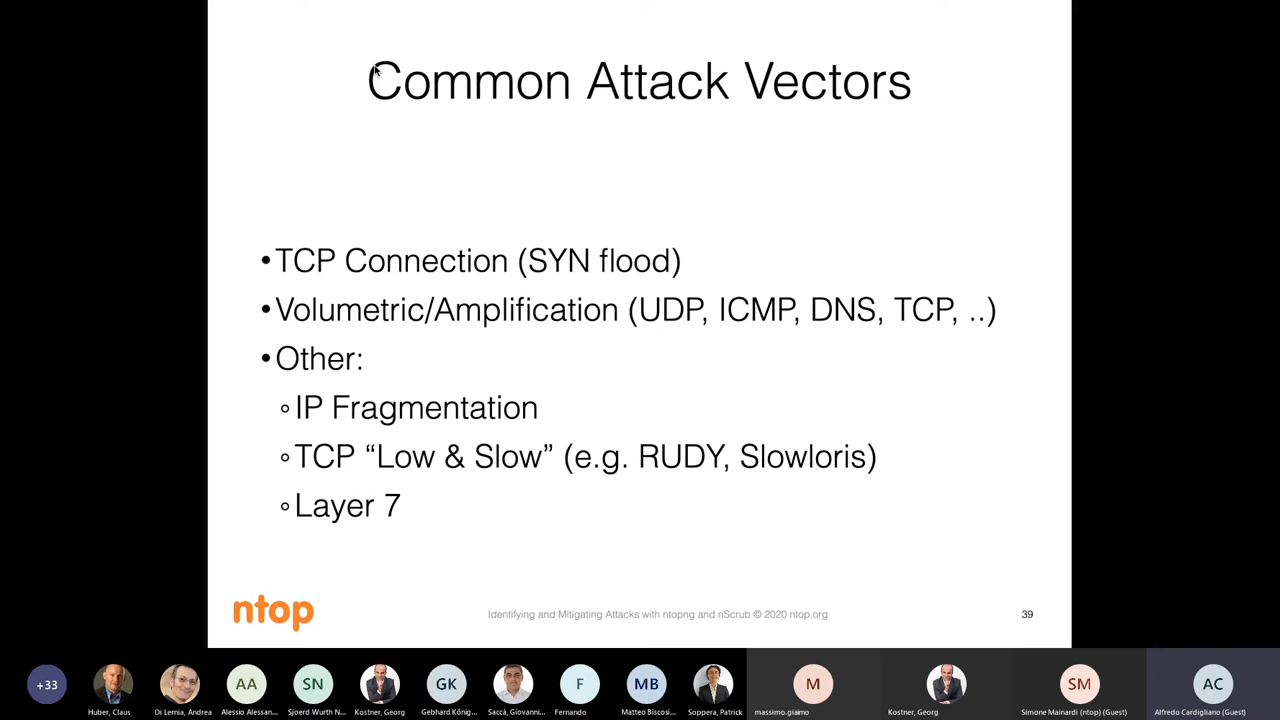 Common Attack Vectors
•TCP Connection (SYN flood)
•Volumetric/Amplification (UDP, ICMP, DNS, TCP, ..)
•Other:
◦IP Fragmentation
◦TCP “Low & Slow” (e.g. RUDY, Slowloris)
◦Layer 7
ntop
Identifying and Mitigating Attacks with ntopng and nScrub © 2020 ntop.org
39
+33
AA
SN
GK
F
MB
M
SM
AC
Huber, Claus
Di Lernia, Andrea
Alessio Alessan...
Sjoerd Wurth N...
Kostner, Georg
Gebhard König...
Saccà, Giovanni...
Fernando
Matteo Biscosi...
Soppera, Patrick
massimo.giaimo
Kostner, Georg
Simone Mainardi (ntop) (Guest)
Alfredo Cardigliano (Guest)